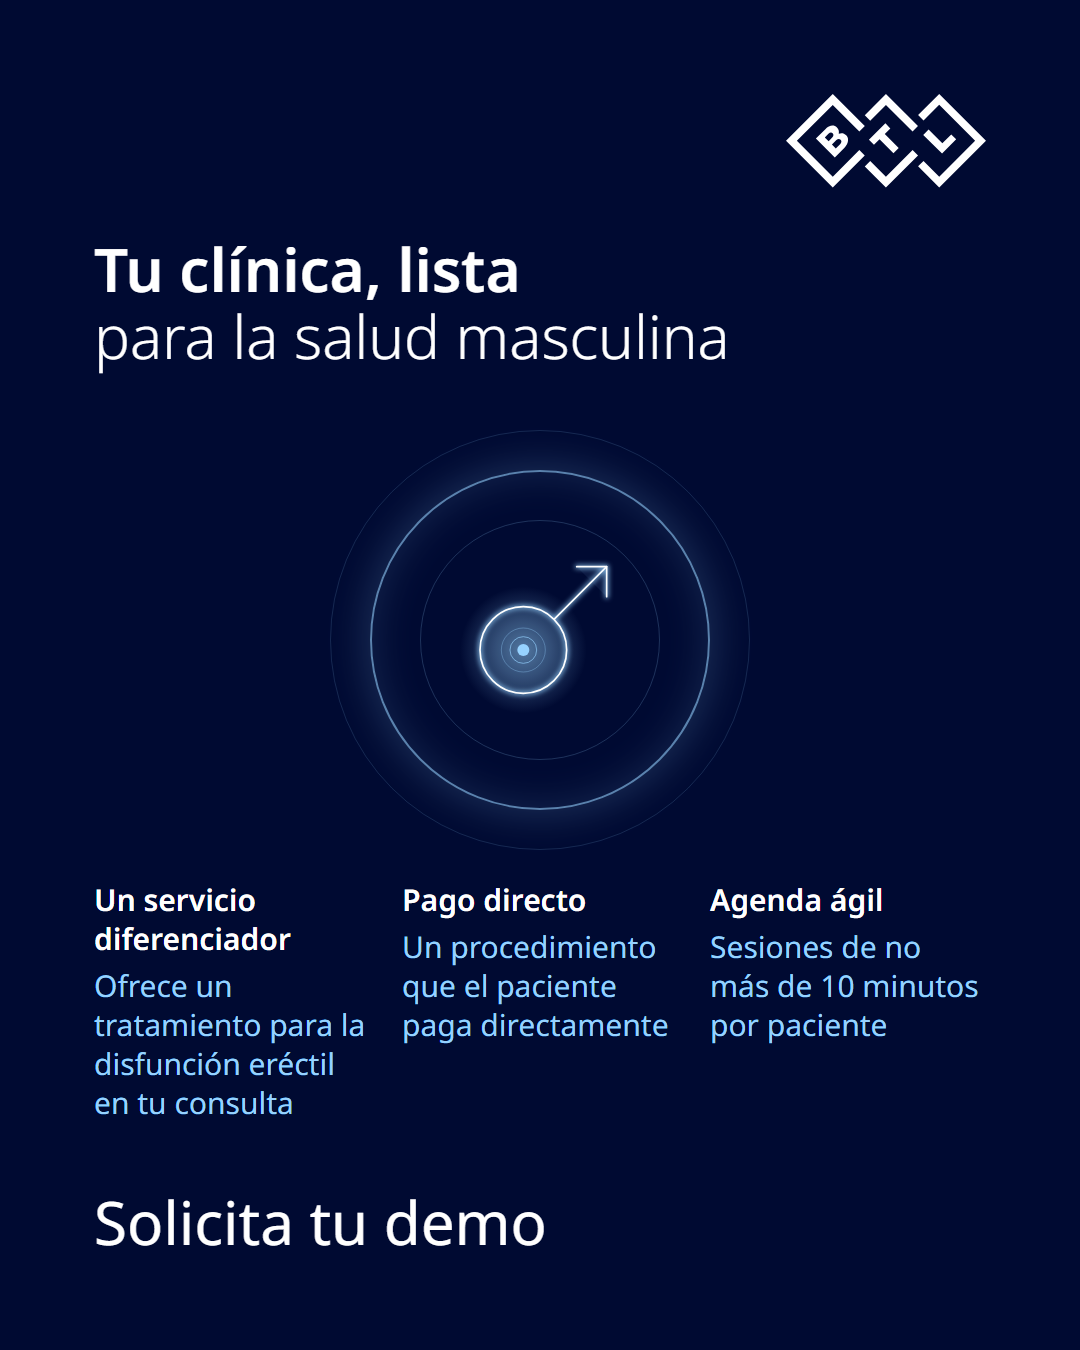 BTL
Tu clínica, lista
para la salud masculina
Un servicio
diferenciador
Ofrece un
tratamiento para la
disfunción eréctil
en tu consulta
Pago directo
Un procedimiento
que el paciente
paga directamente
Agenda ágil
Sesiones de no
más de 10 minutos
por paciente
Solicita tu demo